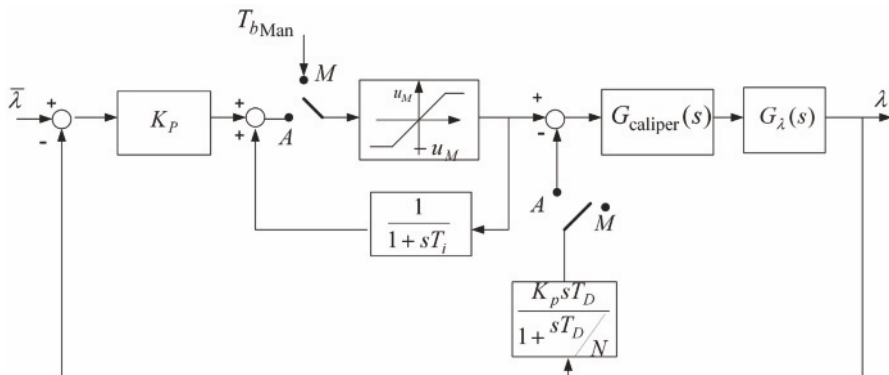 T_bMan
λ̅
+
-
K_P
+
+
A
M
u_M
+ u_M
+
-
G_caliper(s)
G_λ(s)
λ
A
M
1
1 + sT_i
K_p sT_D
1 + sT_D / N